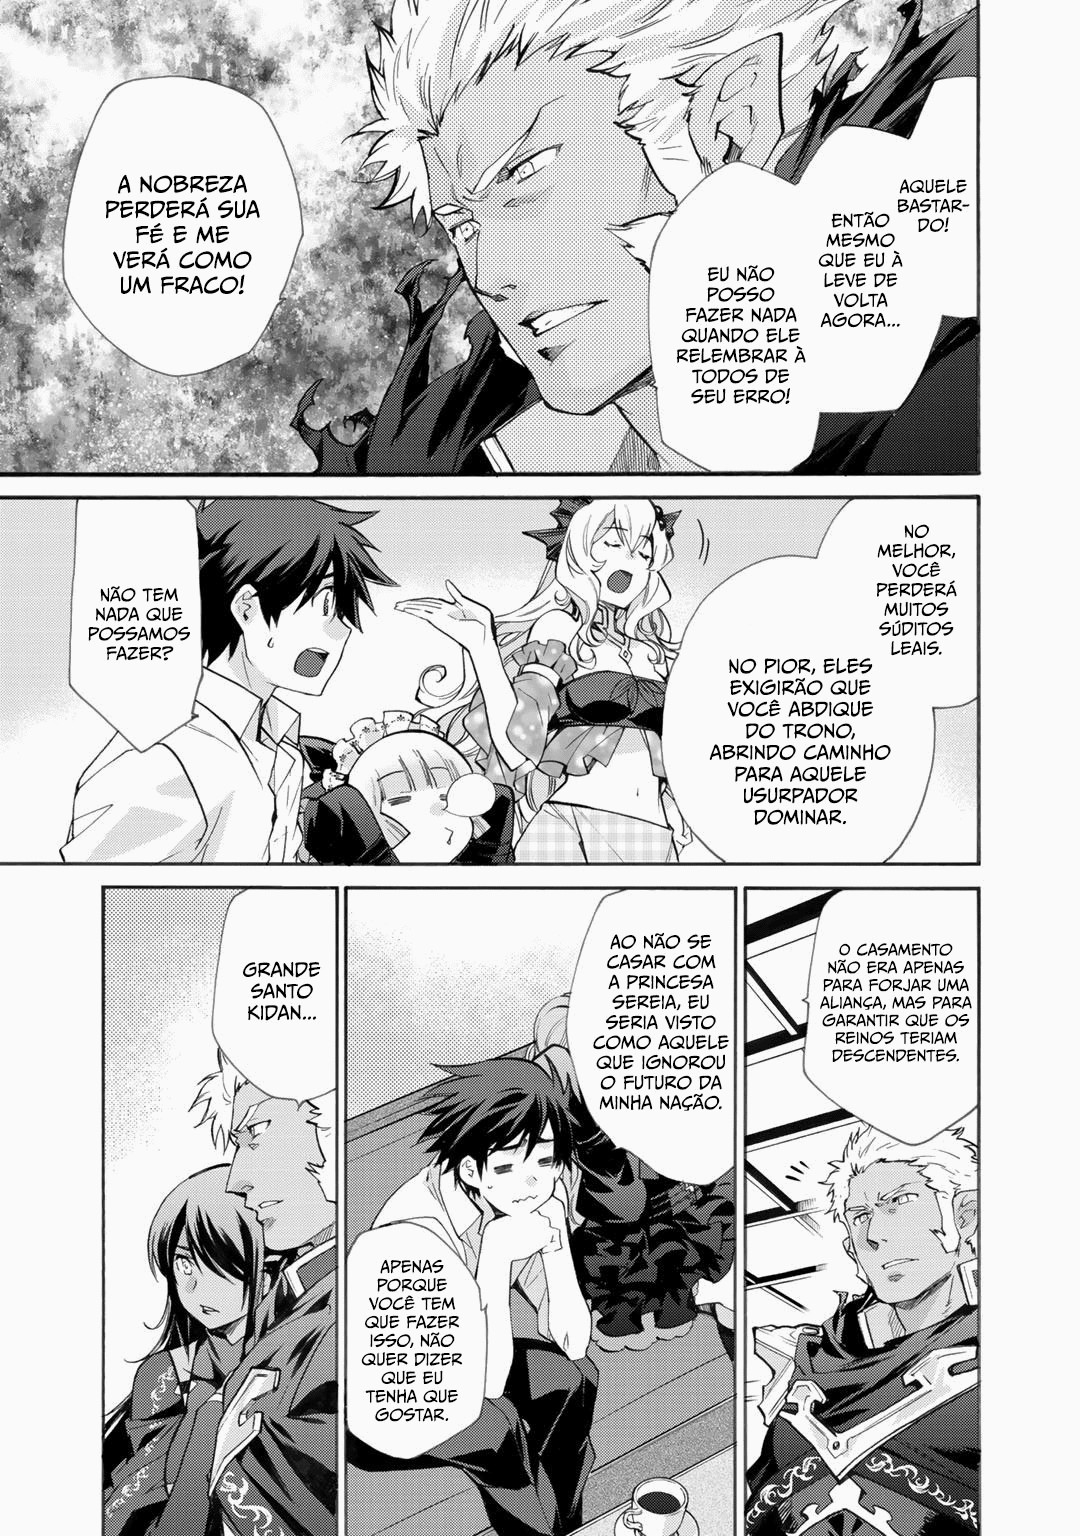 AQUELE
BASTAR-
DO!
ENTÃO
MESMO
QUE EU À
LEVE DE
VOLTA
AGORA...
EU NÃO
POSSO
FAZER NADA
QUANDO ELE
RELEMBRAR À
TODOS DE
SEU ERRO!
A NOBREZA
PERDERÁ SUA
FÉ E ME
VERÁ COMO
UM FRACO!
NO
MELHOR,
VOCÊ
PERDERÁ
MUITOS
SÚDITOS
LEAIS.
NO PIOR, ELES
EXIGIRÃO QUE
VOCÊ ABDIQUE
DO TRONO,
ABRINDO CAMINHO
PARA AQUELE
USURPADOR
DOMINAR.
NÃO TEM
NADA QUE
POSSAMOS
FAZER?
O CASAMENTO
NÃO ERA APENAS
PARA FORJAR UMA
ALIANÇA, MAS PARA
GARANTIR QUE OS
REINOS TERIAM
DESCENDENTES.
AO NÃO SE
CASAR COM
A PRINCESA
SEREIA, EU
SERIA VISTO
COMO AQUELE
QUE IGNOROU
O FUTURO DA
MINHA NAÇÃO.
APENAS
PORQUE
VOCÊ TEM
QUE FAZER
ISSO, NÃO
QUER DIZER
QUE EU
TENHA QUE
GOSTAR.
GRANDE
SANTO
KIDAN...